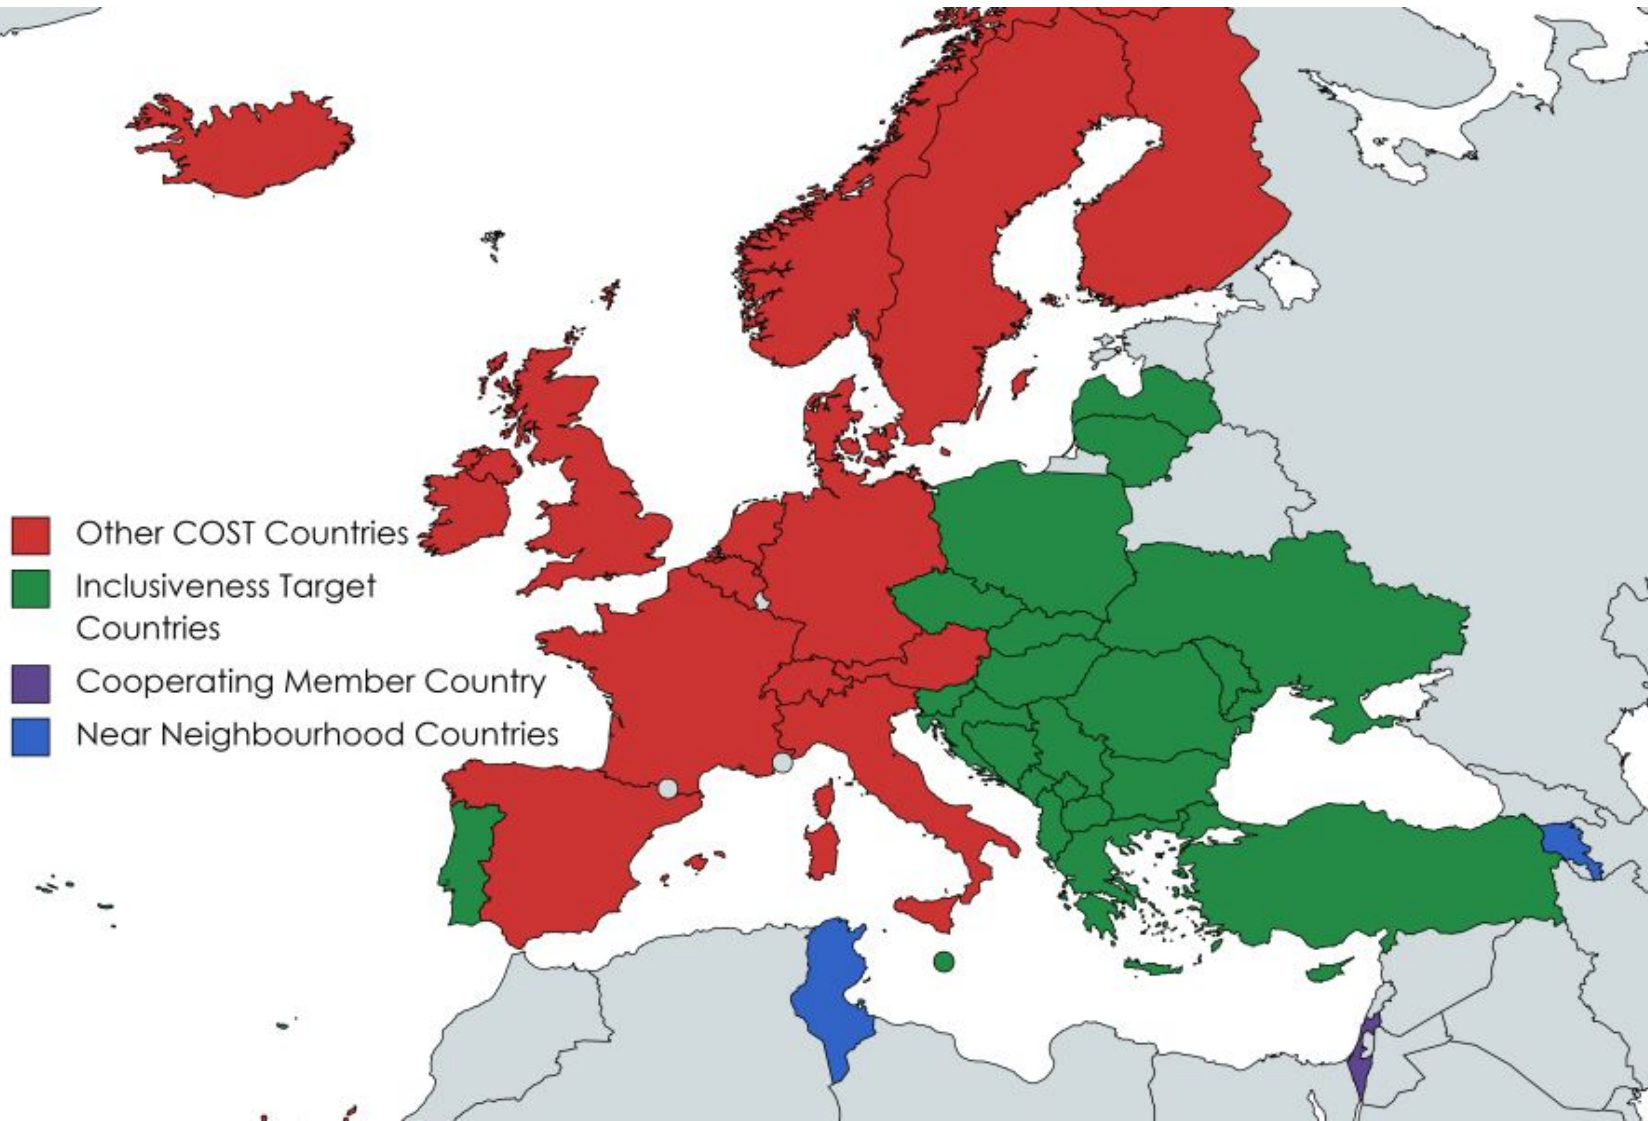 Other COST Countries
Inclusiveness Target
Countries
Cooperating Member Country
Near Neighbourhood Countries